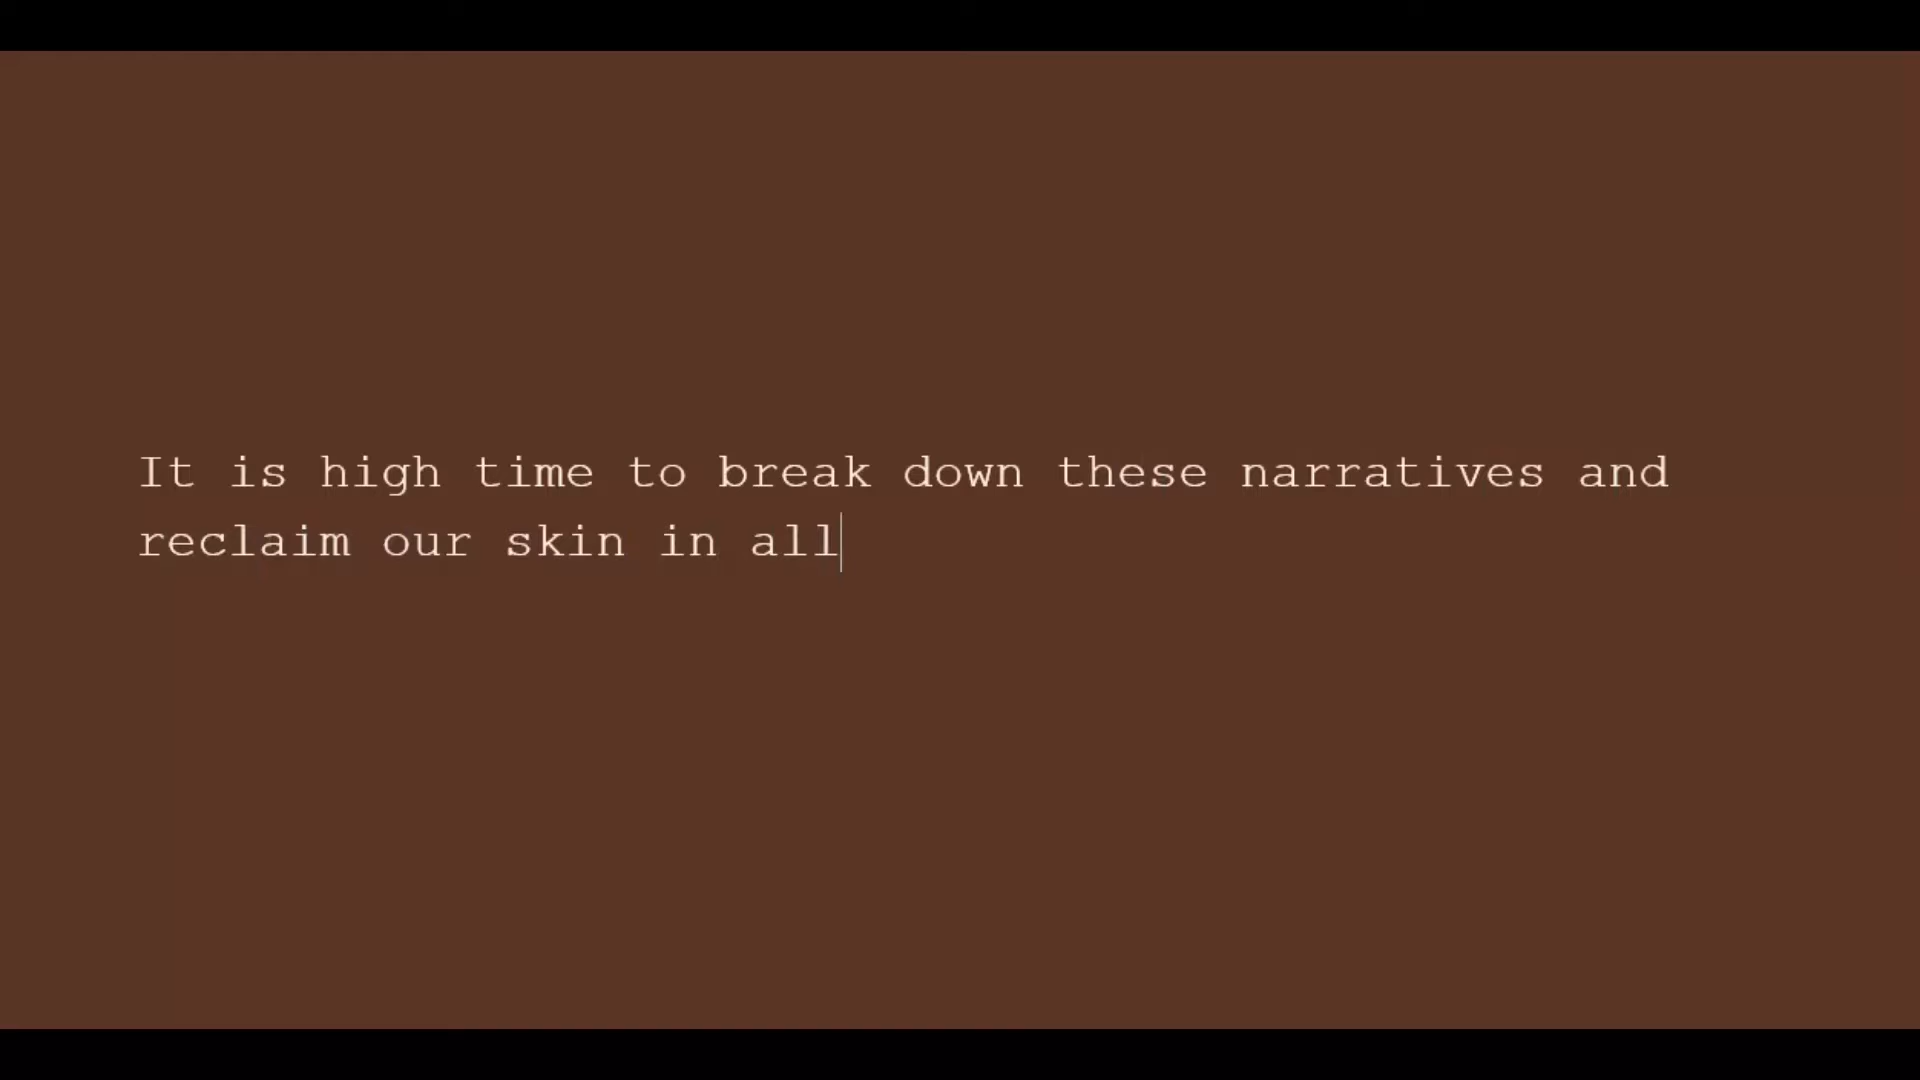 It is high time to break down these narratives and
reclaim our skin in all